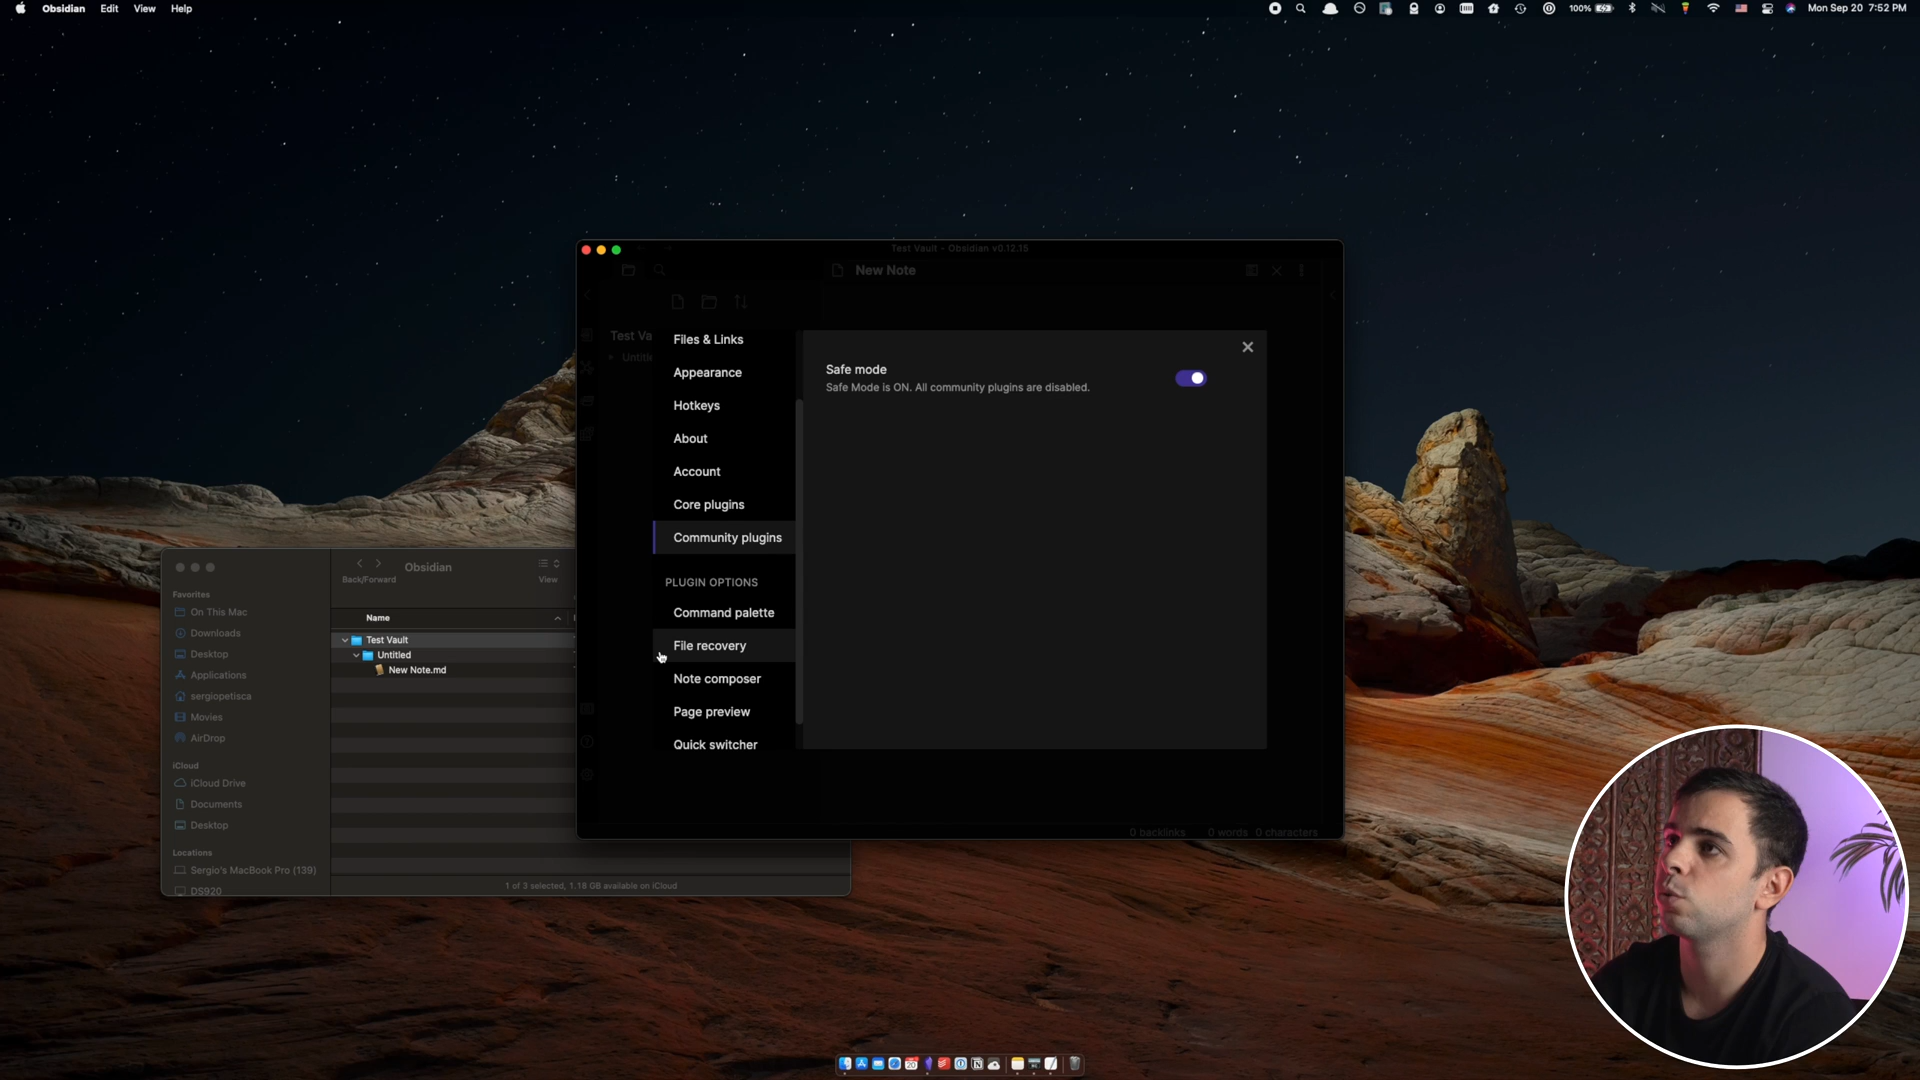 Obsidian Edit View Help
100% Mon Sep 20 7:52 PM
Test Vault - Obsidian v0.12.15
New Note
Test Va
Untitle
Files & Links
Appearance
Hotkeys
About
Account
Core plugins
Community plugins
PLUGIN OPTIONS
Command palette
File recovery
Note composer
Page preview
Quick switcher
Safe mode
Safe Mode is ON. All community plugins are disabled.
0 backlinks 0 words 0 characters
Back/Forward
Obsidian
View
Name
Test Vault
Untitled
New Note.md
Favorites
On This Mac
Downloads
Desktop
Applications
sergiopetisca
Movies
AirDrop
iCloud
iCloud Drive
Documents
Desktop
Locations
Sergio's MacBook Pro (139)
DS920
1 of 3 selected, 1.18 GB available on iCloud
20